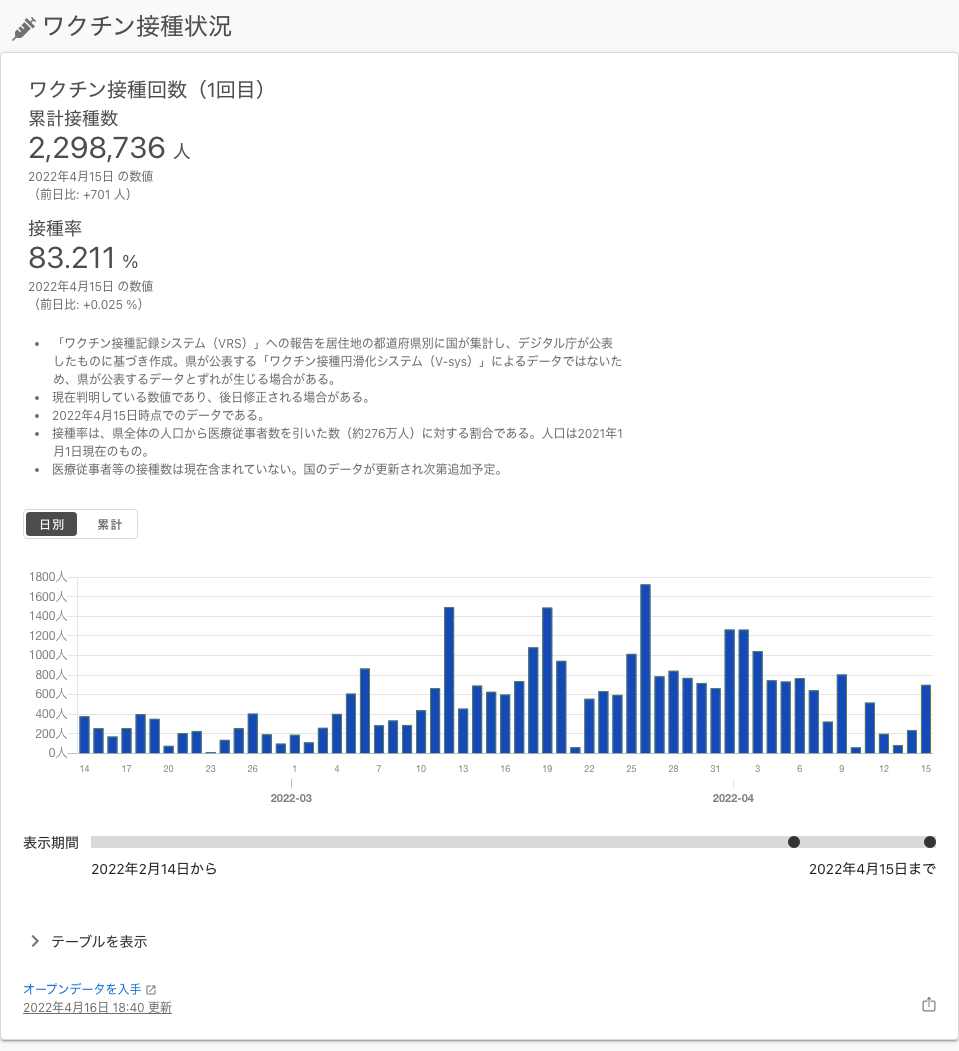 ワクチン接種状況
ワクチン接種回数（1回目）
累計接種数
2,298,736 人
2022年4月15日 の数値
（前日比: +701 人）
接種率
83.211 %
2022年4月15日 の数値
（前日比: +0.025 %）
• 「ワクチン接種記録システム（VRS）」への報告を居住地の都道府県別に国が集計し、デジタル庁が公表
したものに基づき作成。県が公表する「ワクチン接種円滑化システム（V-sys）」によるデータではないた
め、県が公表するデータとずれが生じる場合がある。
• 現在判明している数値であり、後日修正される場合がある。
• 2022年4月15日時点でのデータである。
• 接種率は、県全体の人口から医療従事者数を引いた数（約276万人）に対する割合である。人口は2021年1
月1日現在のもの。
• 医療従事者等の接種数は現在含まれていない。国のデータが更新され次第追加予定。
日別 累計
1800人
1600人
1400人
1200人
1000人
800人
600人
400人
200人
0人
14 17 20 23 26 1 4 7 10 13 16 19 22 25 28 31 3 6 9 12 15
2022-03 2022-04
表示期間
2022年2月14日から 2022年4月15日まで
テーブルを表示
オープンデータを入手
2022年4月16日 18:40 更新